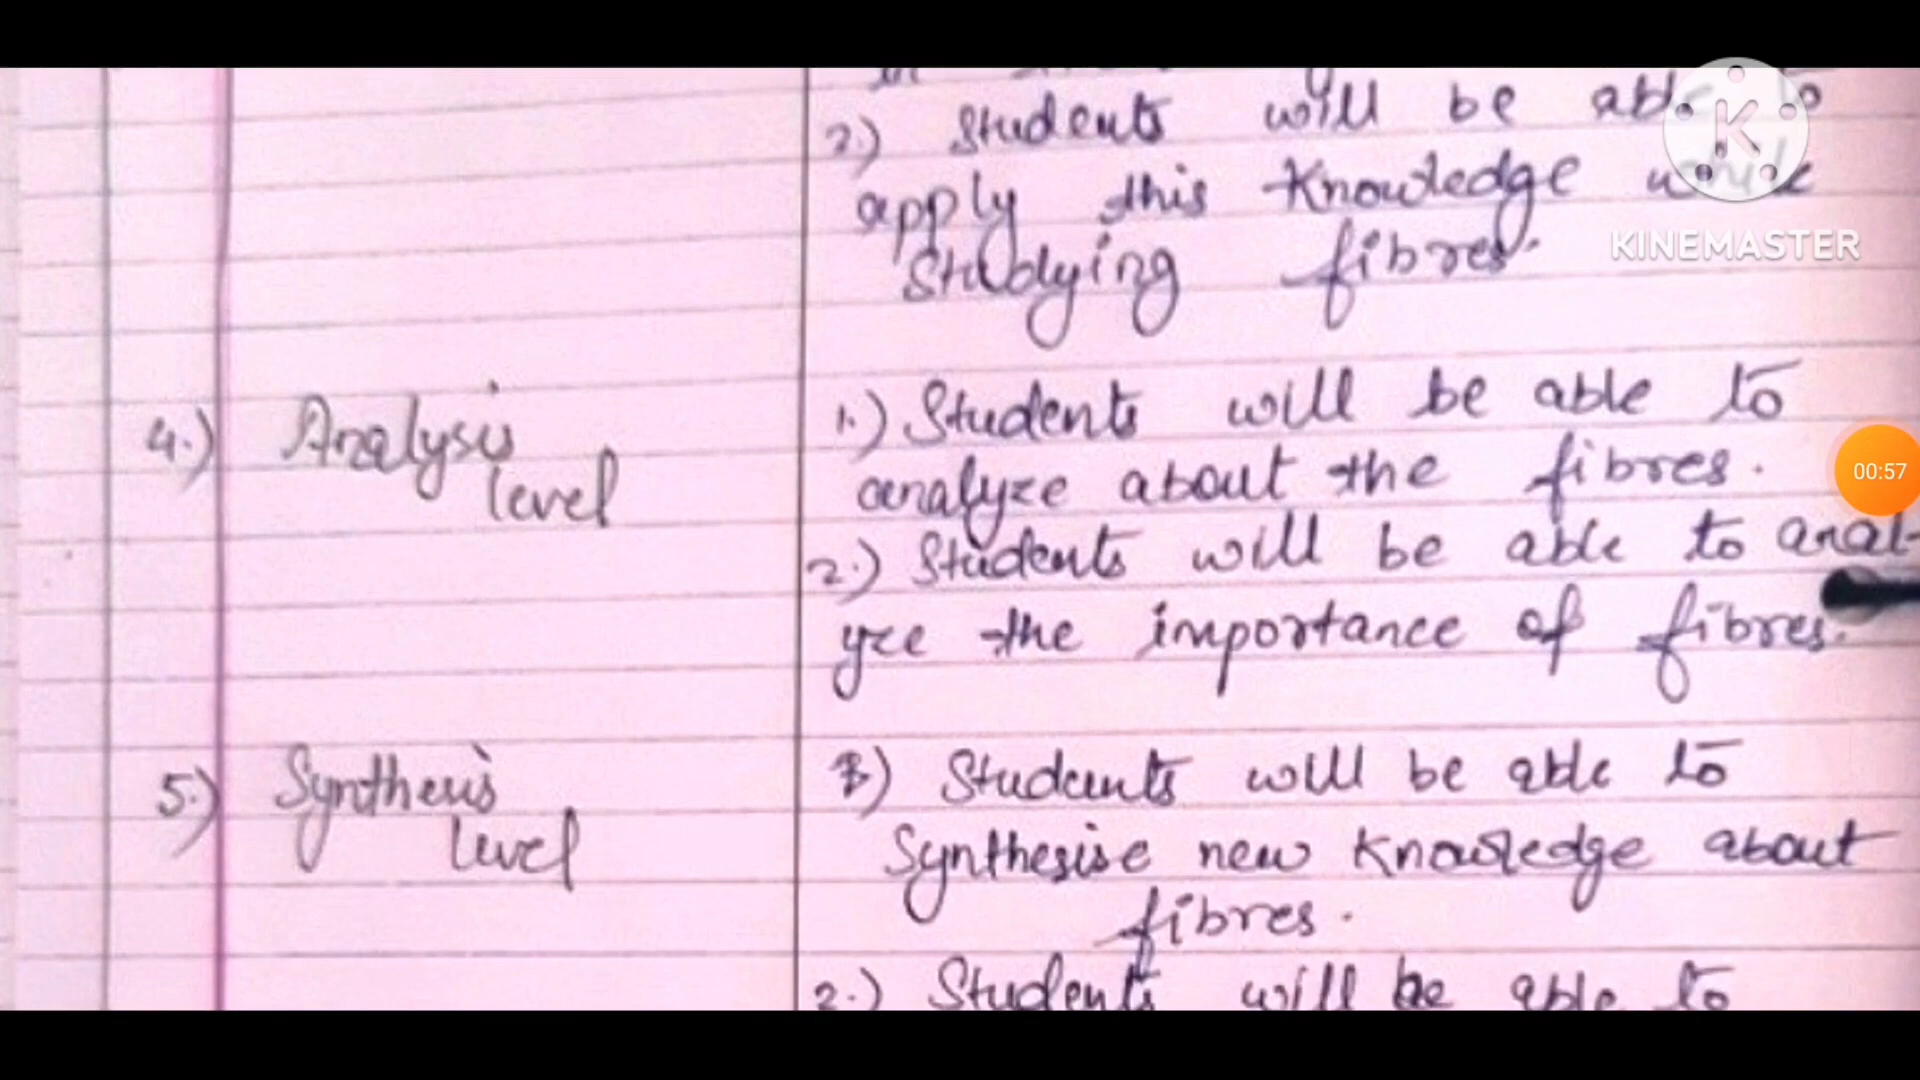 2.) Students will be able to
apply this Knowledge while
studying fibres.
4.) Analysis
level
1.) Students will be able to
analyze about the fibres.
2.) Students will be able to anal-
yze the importance of fibres.
5.) Synthesis
level
1.) Students will be able to
Synthesise new Knowledge about
fibres.
2.) Students will be able to
KINEMASTER
00:57